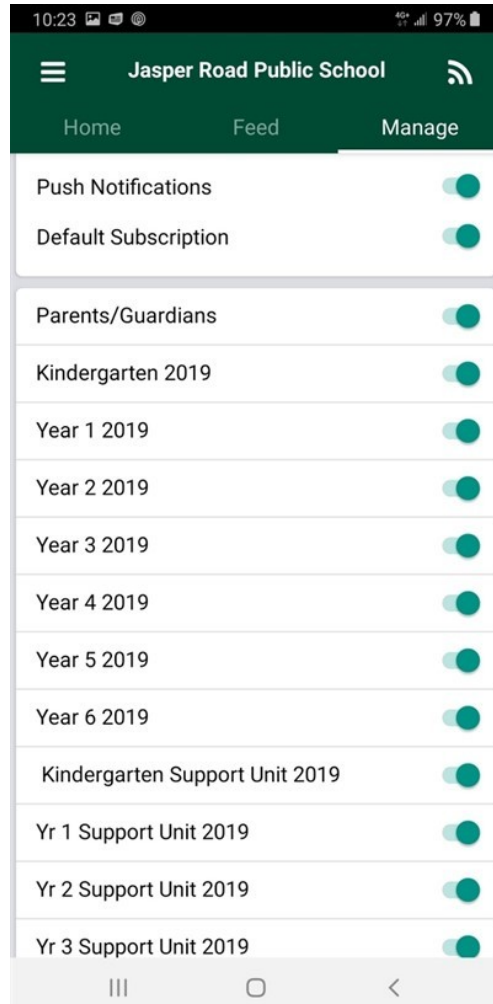 10:23 4G+ 97%
Jasper Road Public School
Home Feed Manage
Push Notifications
Default Subscription
Parents/Guardians
Kindergarten 2019
Year 1 2019
Year 2 2019
Year 3 2019
Year 4 2019
Year 5 2019
Year 6 2019
Kindergarten Support Unit 2019
Yr 1 Support Unit 2019
Yr 2 Support Unit 2019
Yr 3 Support Unit 2019